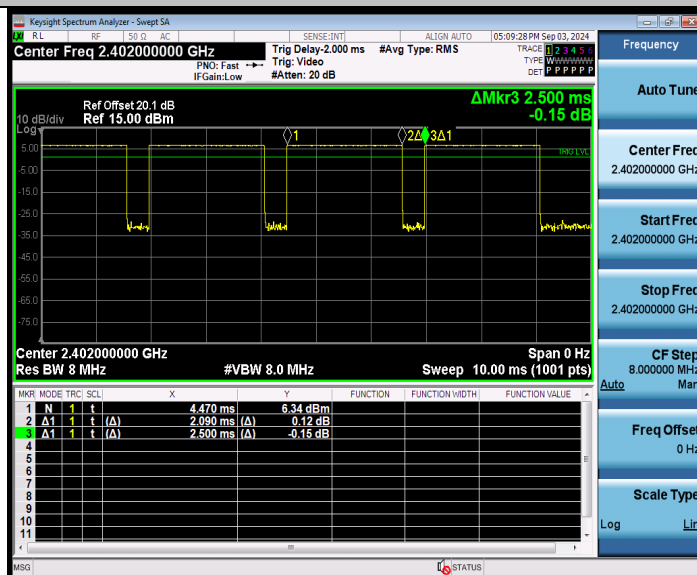 Keysight Spectrum Analyzer - Swept SA
LXI RL RF 50 Ω AC SENSE:INT ALIGN AUTO 05:09:28 PM Sep 03, 2024
Center Freq 2.402000000 GHz
PNO: Fast
IFGain:Low
Trig Delay-2.000 ms
Trig: Video
#Atten: 20 dB
#Avg Type: RMS
TRACE 1 2 3 4 5 6
TYPE WWWWWW
DET P P P P P P
Frequency
Auto Tune
Center Freq
2.402000000 GHz
Start Freq
2.402000000 GHz
Stop Freq
2.402000000 GHz
CF Step
8.000000 MHz
Auto Man
Freq Offset
0 Hz
Scale Type
Log Lin
ΔMkr3 2.500 ms
-0.15 dB
Ref Offset 20.1 dB
10 dB/div Ref 15.00 dBm
Log
1 2Δ 3Δ1
TRIG LVL
5.00
-5.00
-15.0
-25.0
-35.0
-45.0
-55.0
-65.0
-75.0
Center 2.402000000 GHz Span 0 Hz
Res BW 8 MHz #VBW 8.0 MHz Sweep 10.00 ms (1001 pts)
MKR MODE TRC SCL X Y FUNCTION FUNCTION WIDTH FUNCTION VALUE
1 N 1 t 4.470 ms 6.34 dBm
2 Δ1 1 t (Δ) 2.090 ms (Δ) 0.12 dB
3 Δ1 1 t (Δ) 2.500 ms (Δ) -0.15 dB
4
5
6
7
8
9
10
11
MSG STATUS